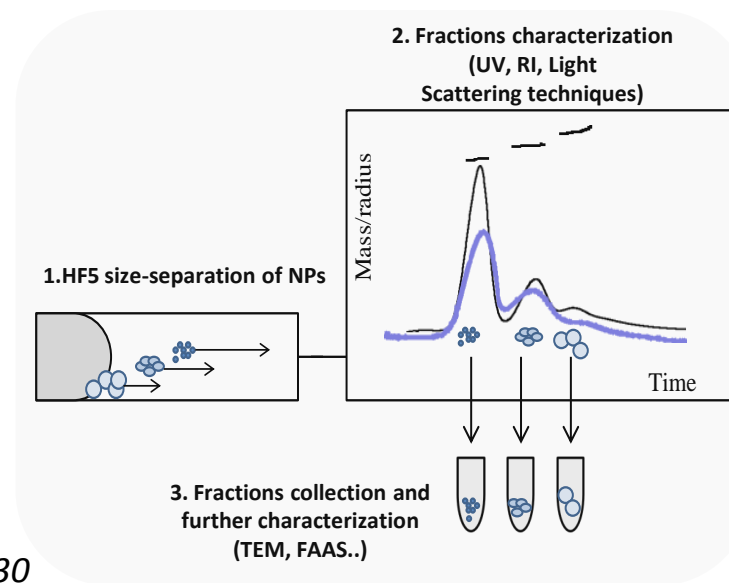 2. Fractions characterization
(UV, RI, Light
Scattering techniques)
Mass/radius
1.HF5 size-separation of NPs
Time
3. Fractions collection and
further characterization
(TEM, FAAS..)
30